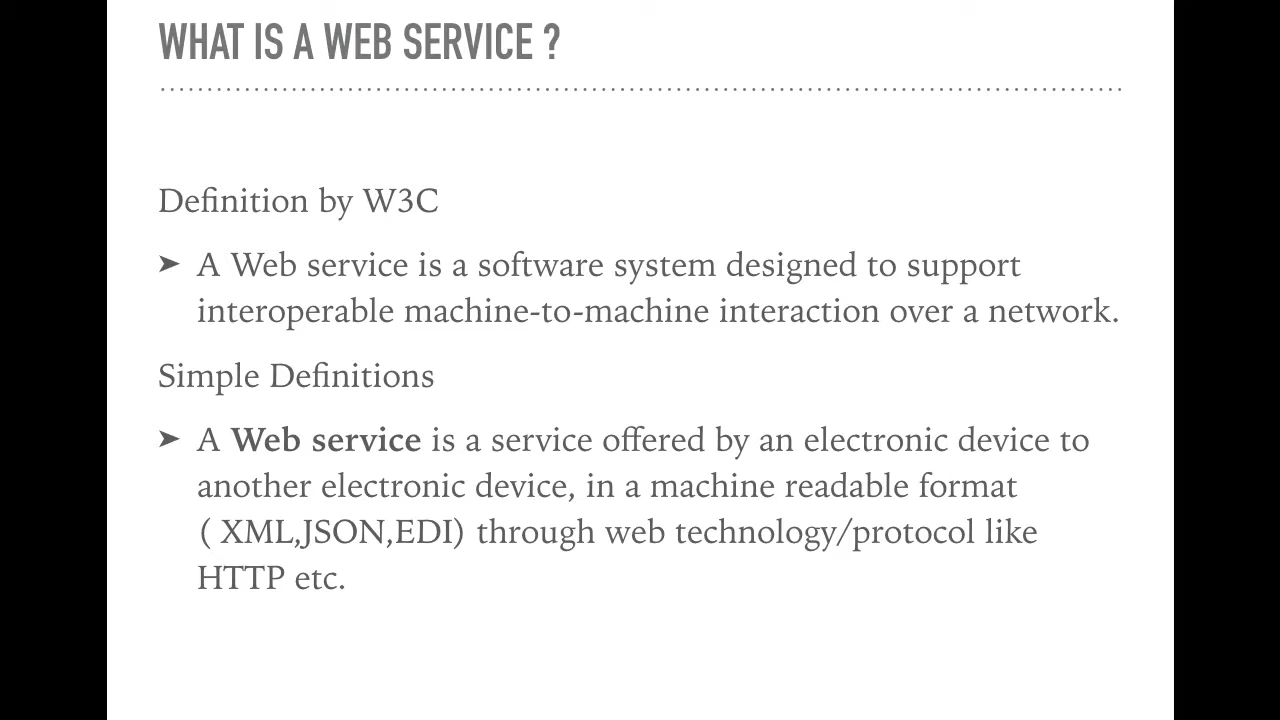 WHAT IS A WEB SERVICE ?
Definition by W3C
➤ A Web service is a software system designed to support
interoperable machine-to-machine interaction over a network.
Simple Definitions
➤ A Web service is a service offered by an electronic device to
another electronic device, in a machine readable format
( XML,JSON,EDI) through web technology/protocol like
HTTP etc.